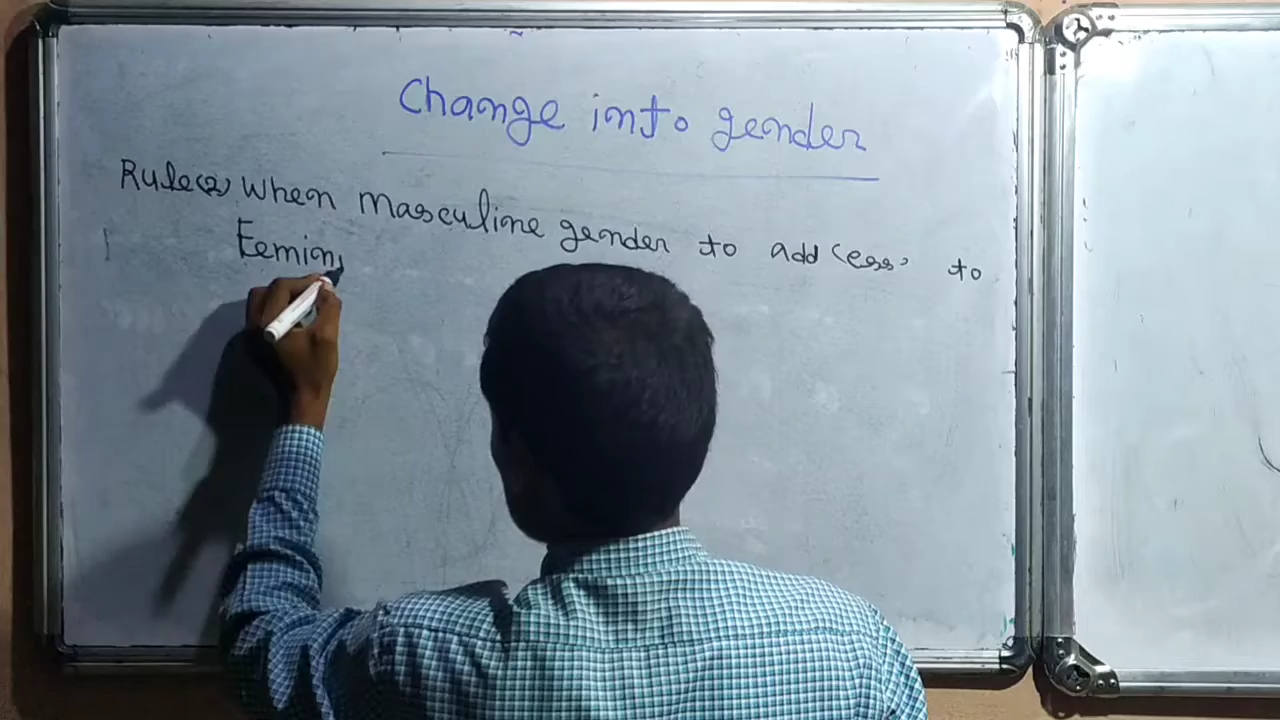 Change into gender
Rule(2) When masculine gender to add 'ess' to
Femin